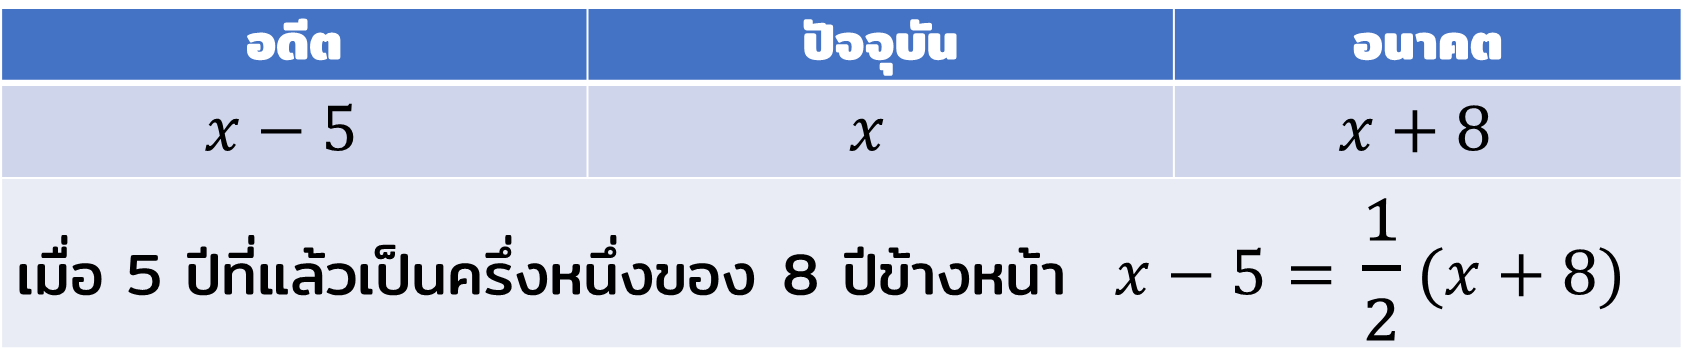 อดีต ปัจจุบัน อนาคต
x − 5 x x + 8
เมื่อ 5 ปีที่แล้วเป็นครึ่งหนึ่งของ 8 ปีข้างหน้า x − 5 = 1/2 (x + 8)